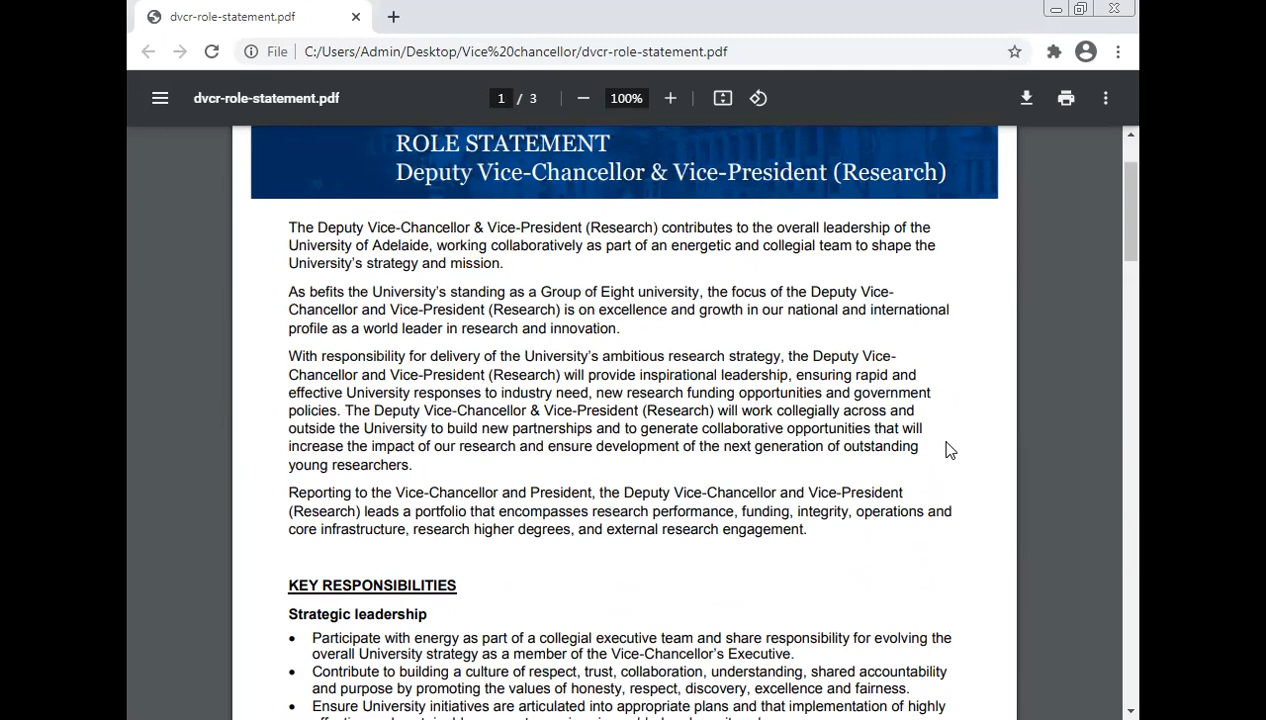 dvcr-role-statement.pdf
File C:/Users/Admin/Desktop/Vice%20chancellor/dvcr-role-statement.pdf
dvcr-role-statement.pdf 1 / 3 100%
ROLE STATEMENT
Deputy Vice-Chancellor & Vice-President (Research)
The Deputy Vice-Chancellor & Vice-President (Research) contributes to the overall leadership of the
University of Adelaide, working collaboratively as part of an energetic and collegial team to shape the
University's strategy and mission.
As befits the University's standing as a Group of Eight university, the focus of the Deputy Vice-
Chancellor and Vice-President (Research) is on excellence and growth in our national and international
profile as a world leader in research and innovation.
With responsibility for delivery of the University's ambitious research strategy, the Deputy Vice-
Chancellor and Vice-President (Research) will provide inspirational leadership, ensuring rapid and
effective University responses to industry need, new research funding opportunities and government
policies. The Deputy Vice-Chancellor & Vice-President (Research) will work collegially across and
outside the University to build new partnerships and to generate collaborative opportunities that will
increase the impact of our research and ensure development of the next generation of outstanding
young researchers.
Reporting to the Vice-Chancellor and President, the Deputy Vice-Chancellor and Vice-President
(Research) leads a portfolio that encompasses research performance, funding, integrity, operations and
core infrastructure, research higher degrees, and external research engagement.
KEY RESPONSIBILITIES
Strategic leadership
• Participate with energy as part of a collegial executive team and share responsibility for evolving the
overall University strategy as a member of the Vice-Chancellor's Executive.
• Contribute to building a culture of respect, trust, collaboration, understanding, shared accountability
and purpose by promoting the values of honesty, respect, discovery, excellence and fairness.
• Ensure University initiatives are articulated into appropriate plans and that implementation of highly